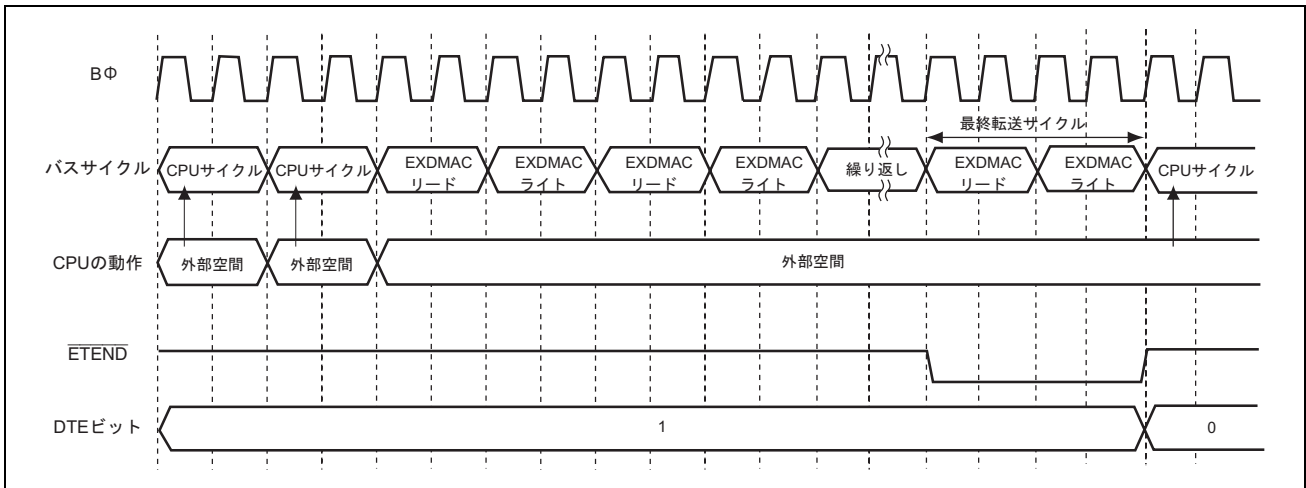 BΦ
最終転送サイクル
バスサイクル
CPUサイクル
CPUサイクル
EXDMAC
リード
EXDMAC
ライト
EXDMAC
リード
EXDMAC
ライト
繰り返し
EXDMAC
リード
EXDMAC
ライト
CPUサイクル
CPUの動作
外部空間
外部空間
外部空間
ETEND
DTEビット
1
0